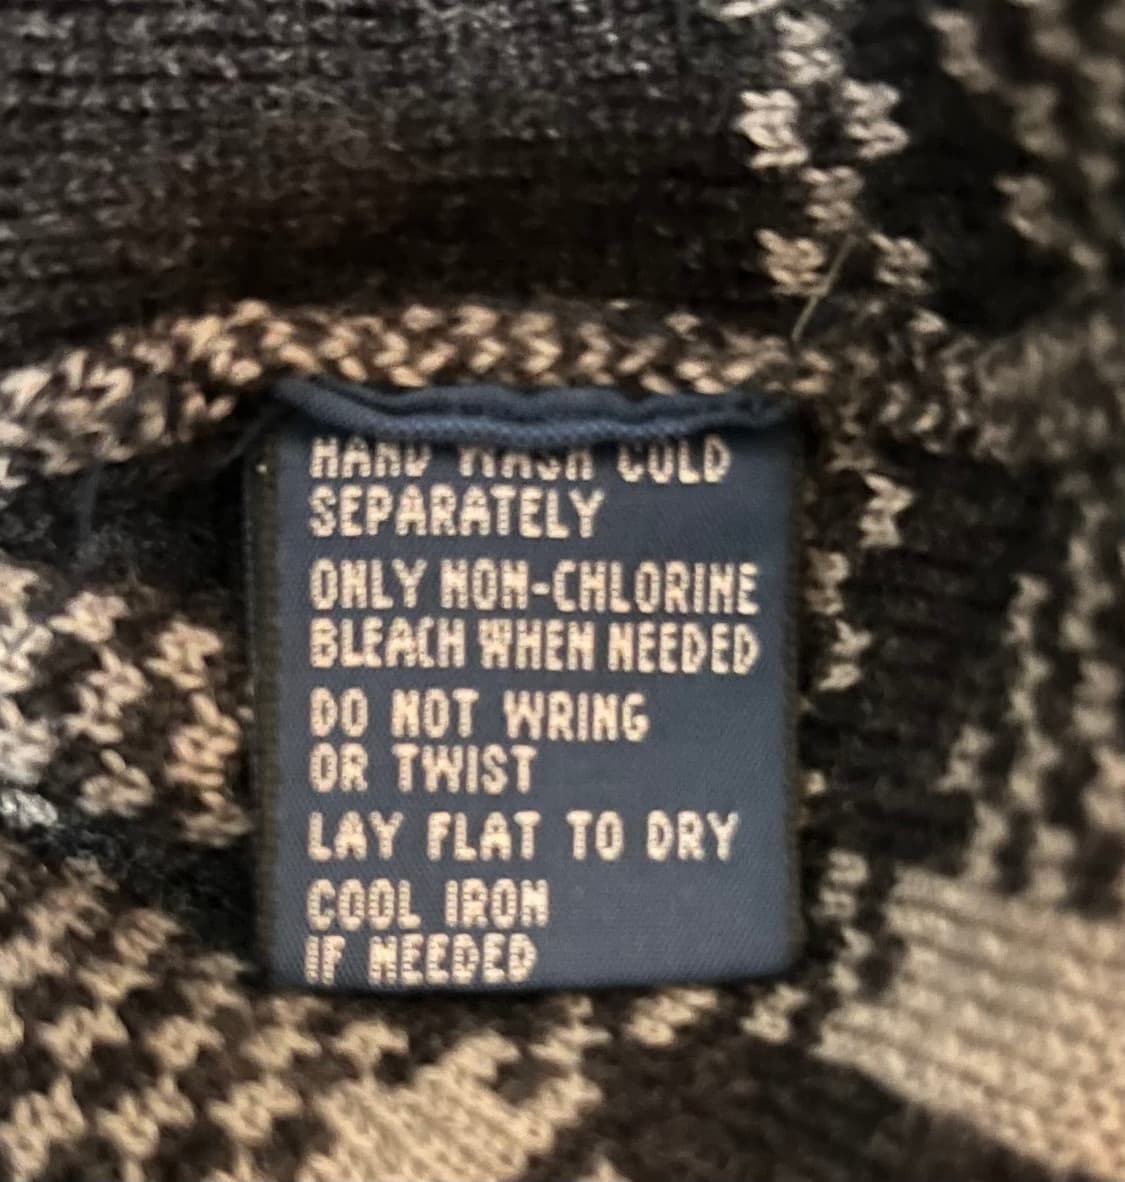 HAND WASH COLD
SEPARATELY
ONLY NON-CHLORINE
BLEACH WHEN NEEDED
DO NOT WRING
OR TWIST
LAY FLAT TO DRY
COOL IRON
IF NEEDED